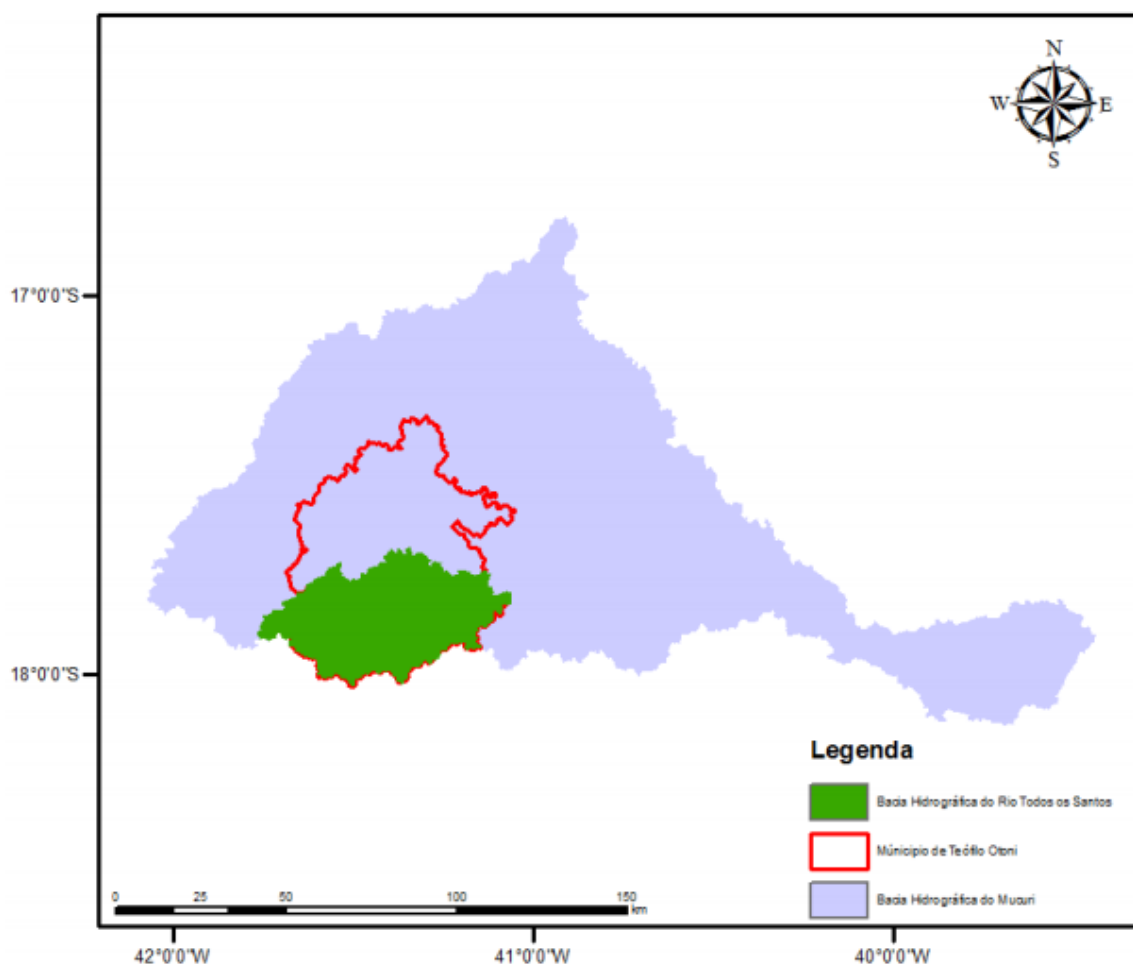 N
W E
S
17°0'0"S
18°0'0"S
Legenda
Bacia Hidrográfica do Rio Todos os Santos
Múnicipio de Teófilo Otoni
Bacia Hidrográfica do Mucuri
0 25 50 100 150
km
42°0'0"W 41°0'0"W 40°0'0"W